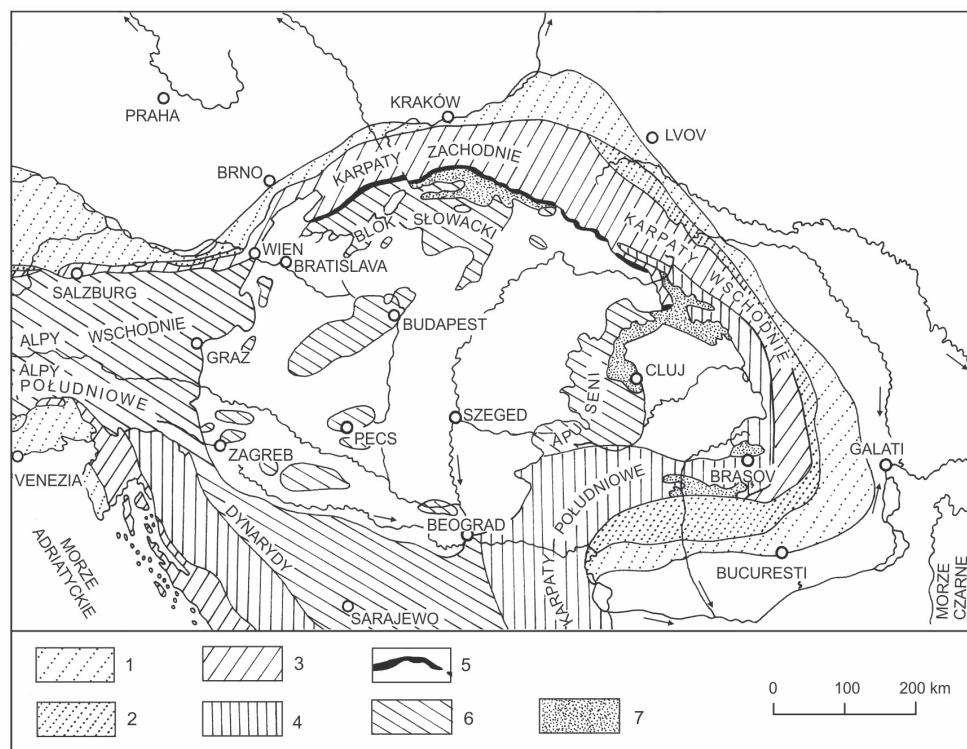 PRAHA
KRAKÓW
LVOV
BRNO
KARPATY ZACHODNIE
BLOK SŁOWACKI
KARPATY WSCHODNIE
WIEN
BRATISLAVA
SALZBURG
ALPY WSCHODNIE
BUDAPEST
GRAZ
ALPY
POŁUDNIOWE
CLUJ
APUSENI
SZEGED
PECS
ZAGREB
VENEZIA
GALATI
BRASOV
POŁUDNIOWE
KARPATY
DYNARYDY
BEOGRAD
MORZE
ADRIATYCKIE
BUCURESTI
SARAJEWO
MORZE
CZARNE
1
3
5
2
4
6
7
0 100 200 km